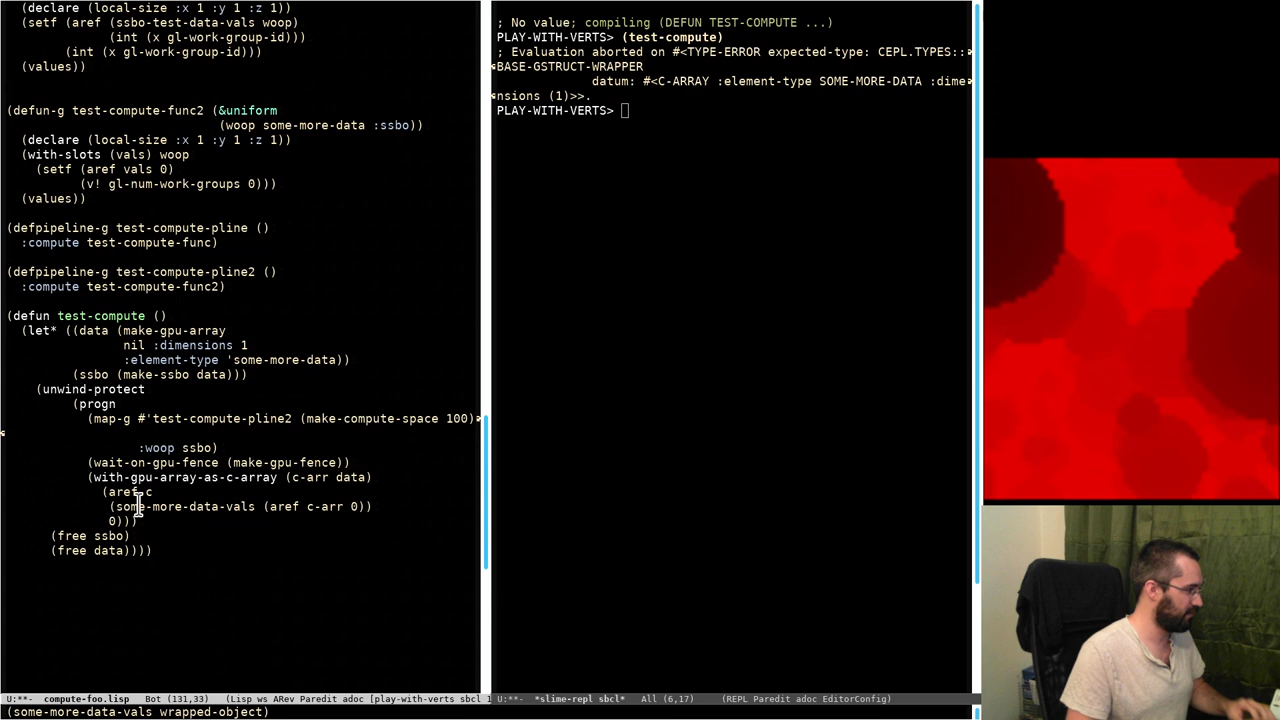 (declare (local-size :x 1 :y 1 :z 1))
(setf (aref (ssbo-test-data-vals woop)
(int (x gl-work-group-id)))
(int (x gl-work-group-id)))
(values))
(defun-g test-compute-func2 (&uniform
(woop some-more-data :ssbo))
(declare (local-size :x 1 :y 1 :z 1))
(with-slots (vals) woop
(setf (aref vals 0)
(v! gl-num-work-groups 0)))
(values))
(defpipeline-g test-compute-pline ()
:compute test-compute-func)
(defpipeline-g test-compute-pline2 ()
:compute test-compute-func2)
(defun test-compute ()
(let* ((data (make-gpu-array
nil :dimensions 1
:element-type 'some-more-data))
(ssbo (make-ssbo data)))
(unwind-protect
(progn
(map-g #'test-compute-pline2 (make-compute-space 100)
:woop ssbo)
(wait-on-gpu-fence (make-gpu-fence))
(with-gpu-array-as-c-array (c-arr data)
(aref-c
(some-more-data-vals (aref c-arr 0))
0)))
(free ssbo)
(free data))))
U:**-  compute-foo.lisp   Bot (131,33)   (Lisp ws ARev Paredit adoc [play-with-verts sbcl 1
(some-more-data-vals wrapped-object)
; No value; compiling (DEFUN TEST-COMPUTE ...)
PLAY-WITH-VERTS> (test-compute)
; Evaluation aborted on #<TYPE-ERROR expected-type: CEPL.TYPES::
BASE-GSTRUCT-WRAPPER
datum: #<C-ARRAY :element-type SOME-MORE-DATA :dime
nsions (1)>>.
PLAY-WITH-VERTS>
U:**-  *slime-repl sbcl*   All (6,17)   (REPL Paredit adoc EditorConfig)